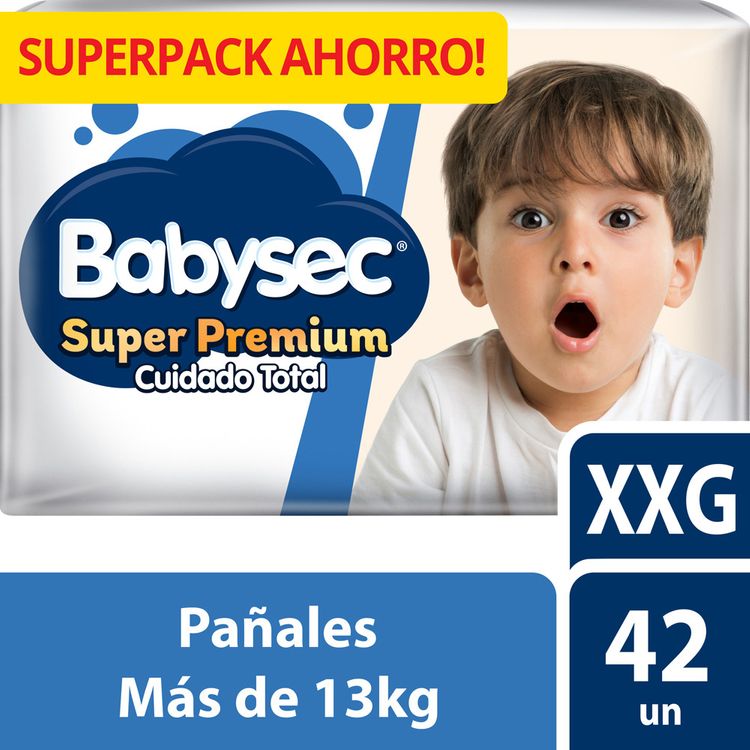 SUPERPACK AHORRO!
Babysec®
Super Premium
Cuidado Total
XXG
Pañales
Más de 13kg
42
un